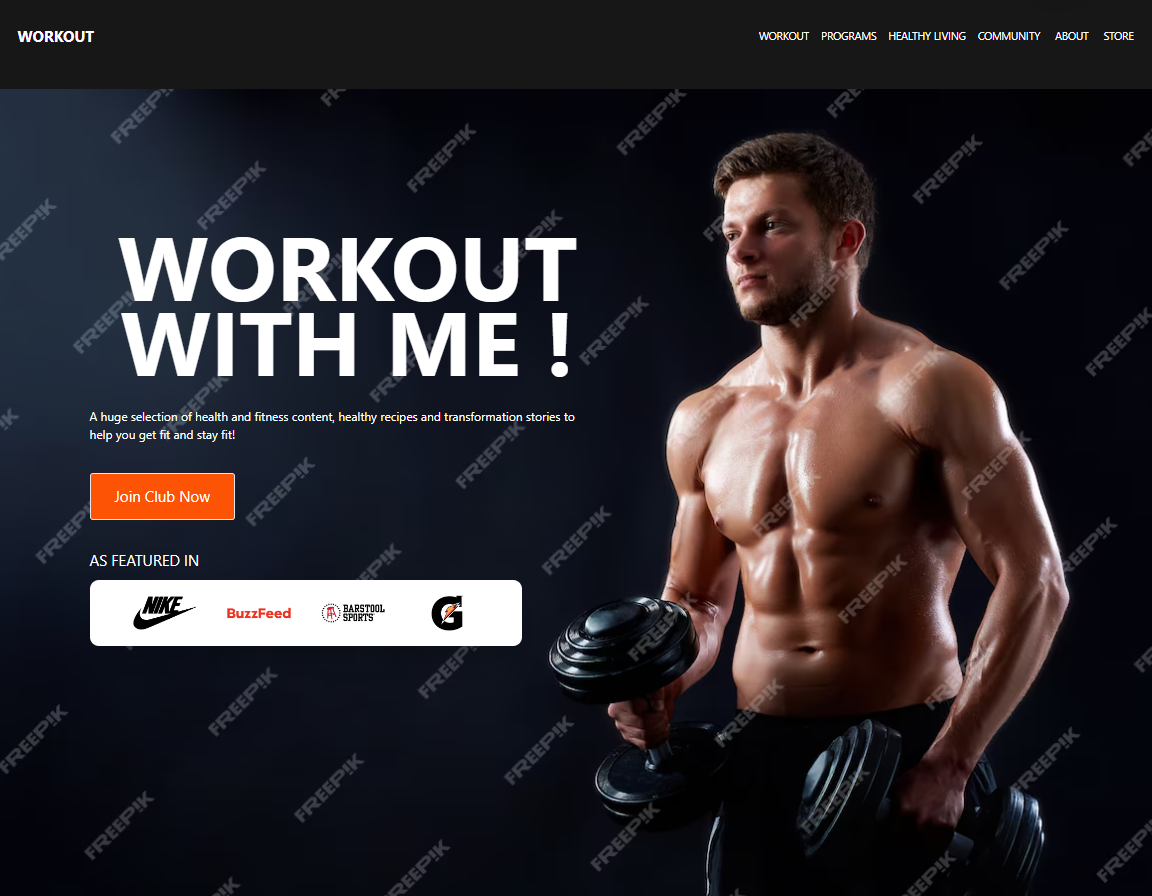 WORKOUT
WORKOUT PROGRAMS HEALTHY LIVING COMMUNITY ABOUT STORE
WORKOUT
WITH ME !
A huge selection of health and fitness content, healthy recipes and transformation stories to
help you get fit and stay fit!
Join Club Now
AS FEATURED IN
NIKE
BuzzFeed
BARSTOOL
SPORTS
G
FREEPIK